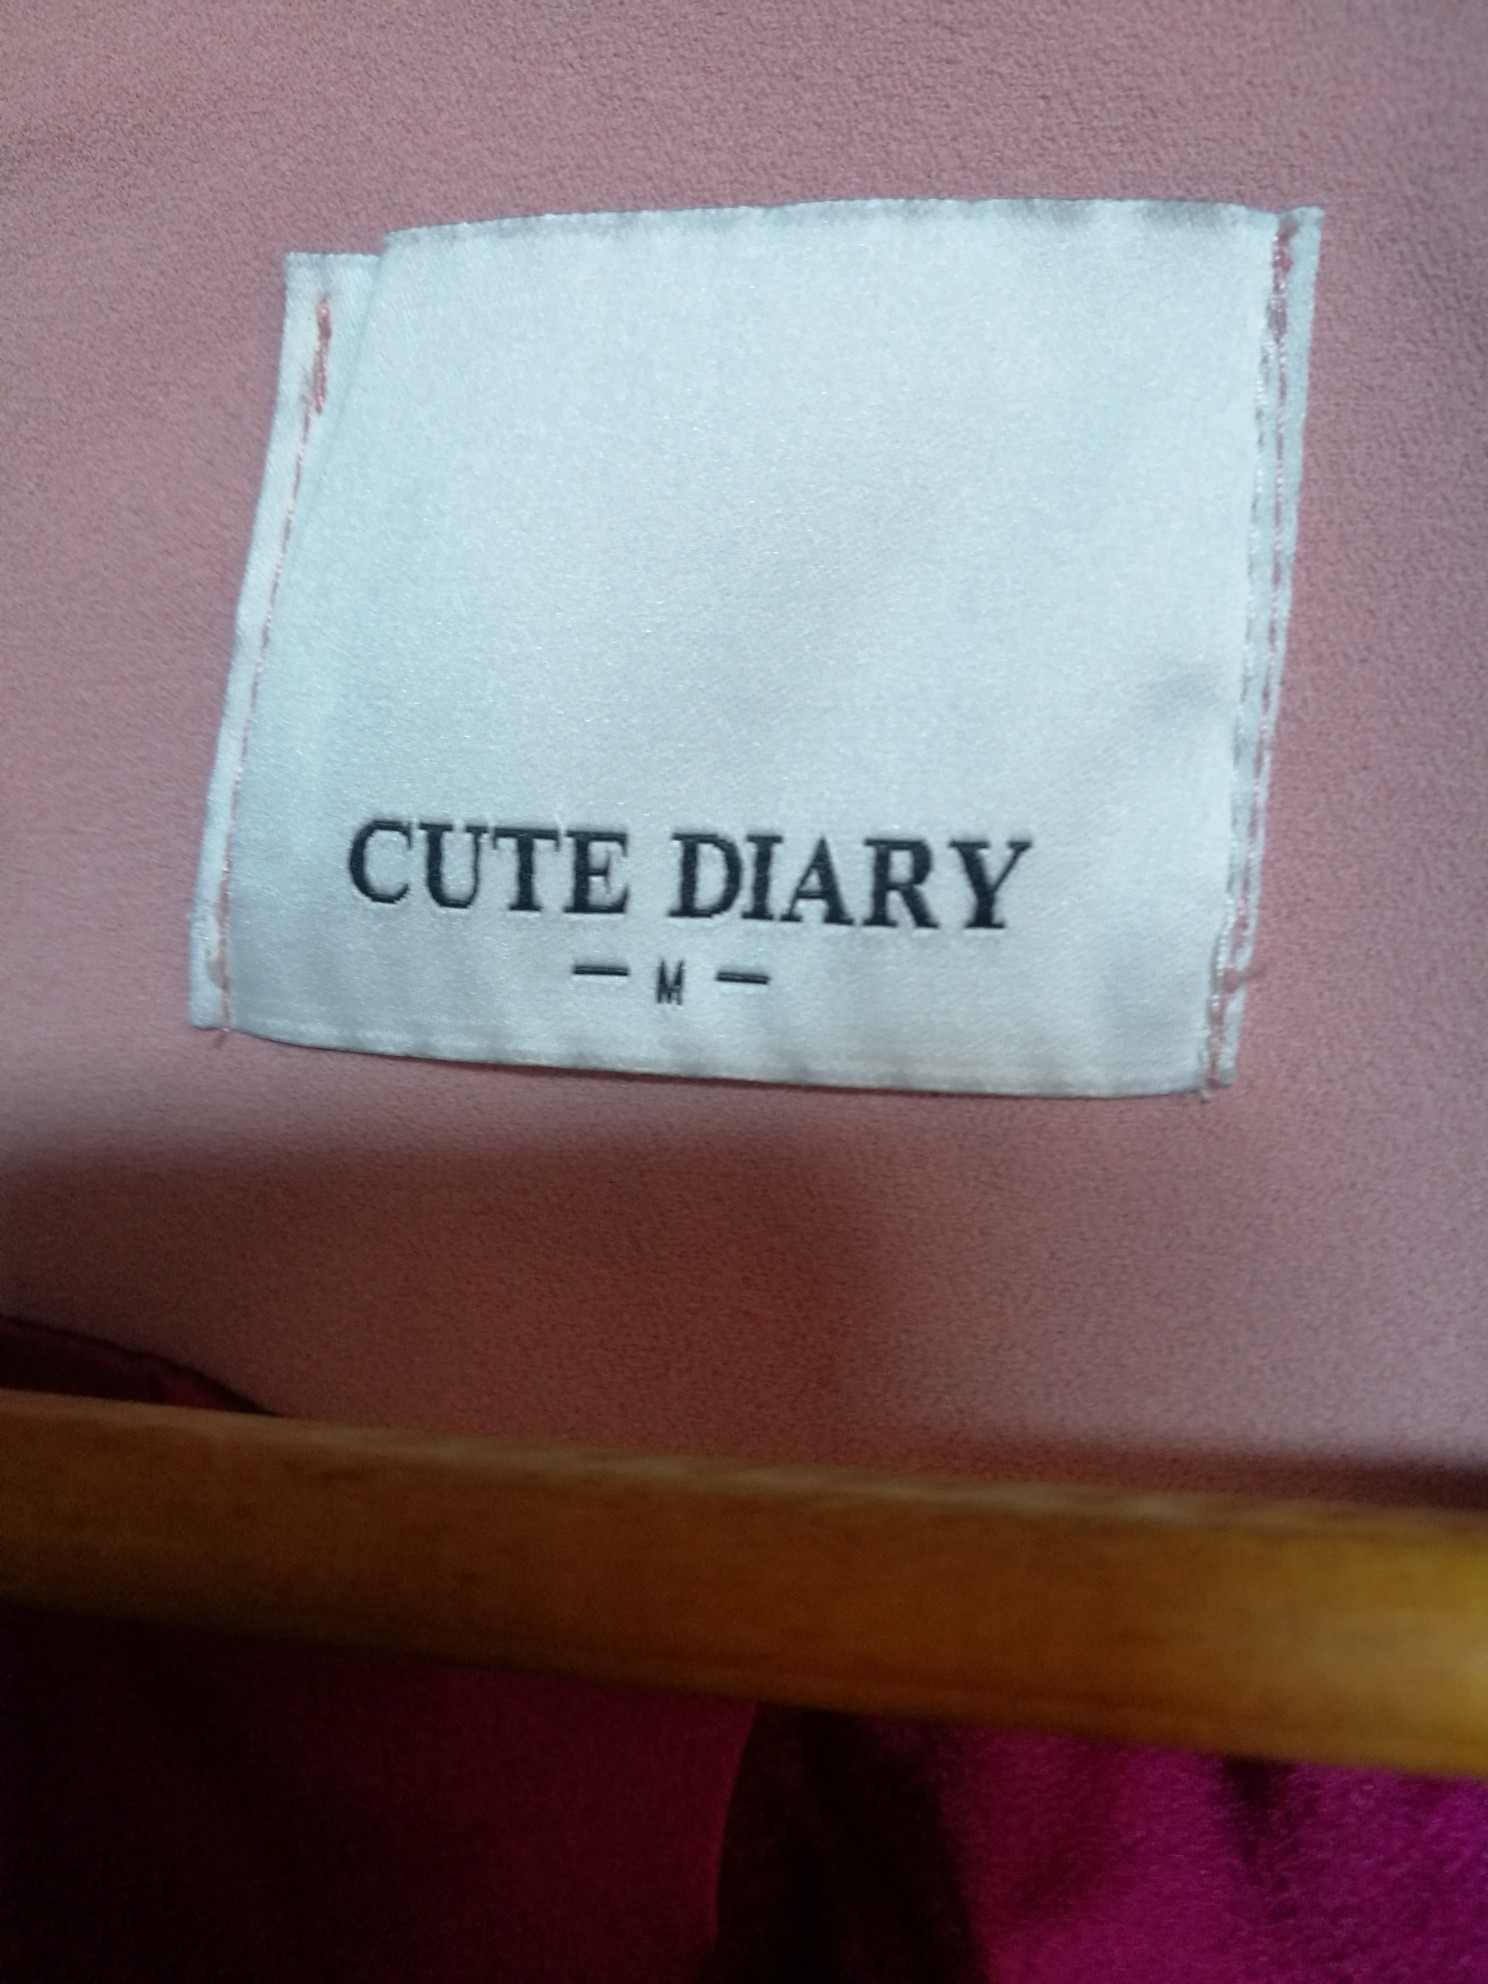 CUTE DIARY
— M —